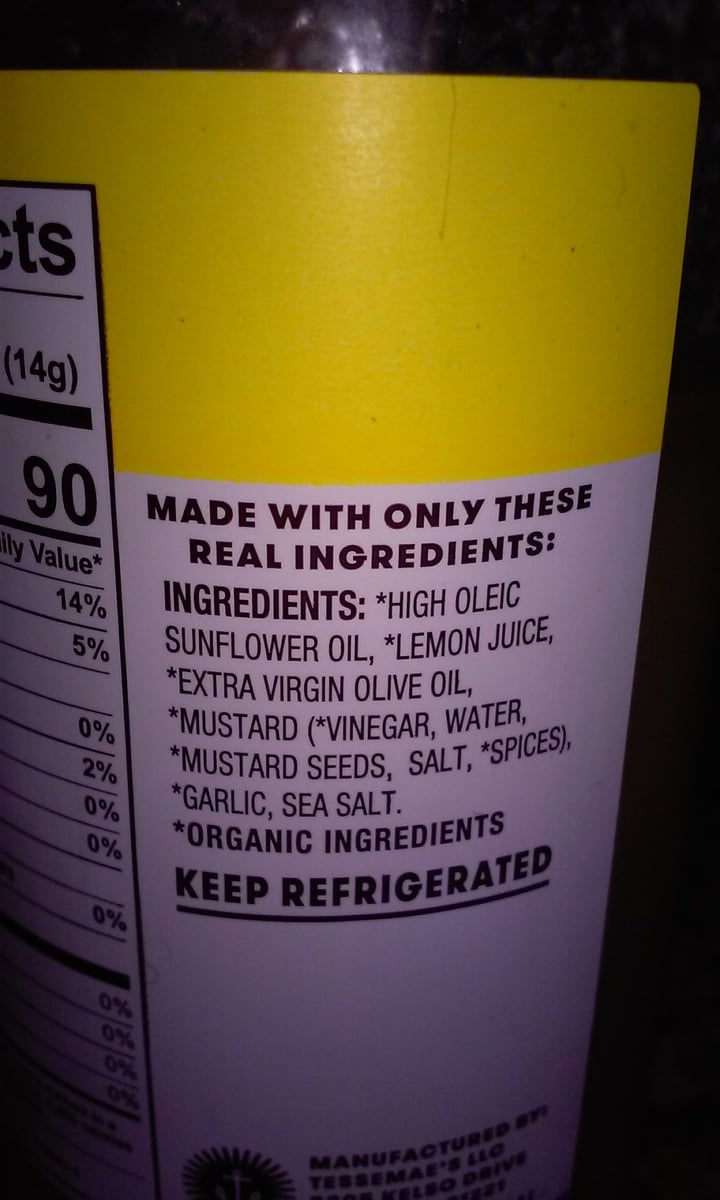 cts
(14g)
90
ily Value*
14%
5%
0%
2%
0%
0%
0%
0%
0%
0%
0%
MADE WITH ONLY THESE
REAL INGREDIENTS:
INGREDIENTS: *HIGH OLEIC
SUNFLOWER OIL, *LEMON JUICE,
*EXTRA VIRGIN OLIVE OIL,
*MUSTARD (*VINEGAR, WATER,
*MUSTARD SEEDS, SALT, *SPICES),
*GARLIC, SEA SALT.
*ORGANIC INGREDIENTS
KEEP REFRIGERATED
MANUFACTURED BY:
TESSEMAE'S LLC
KELSO DRIVE